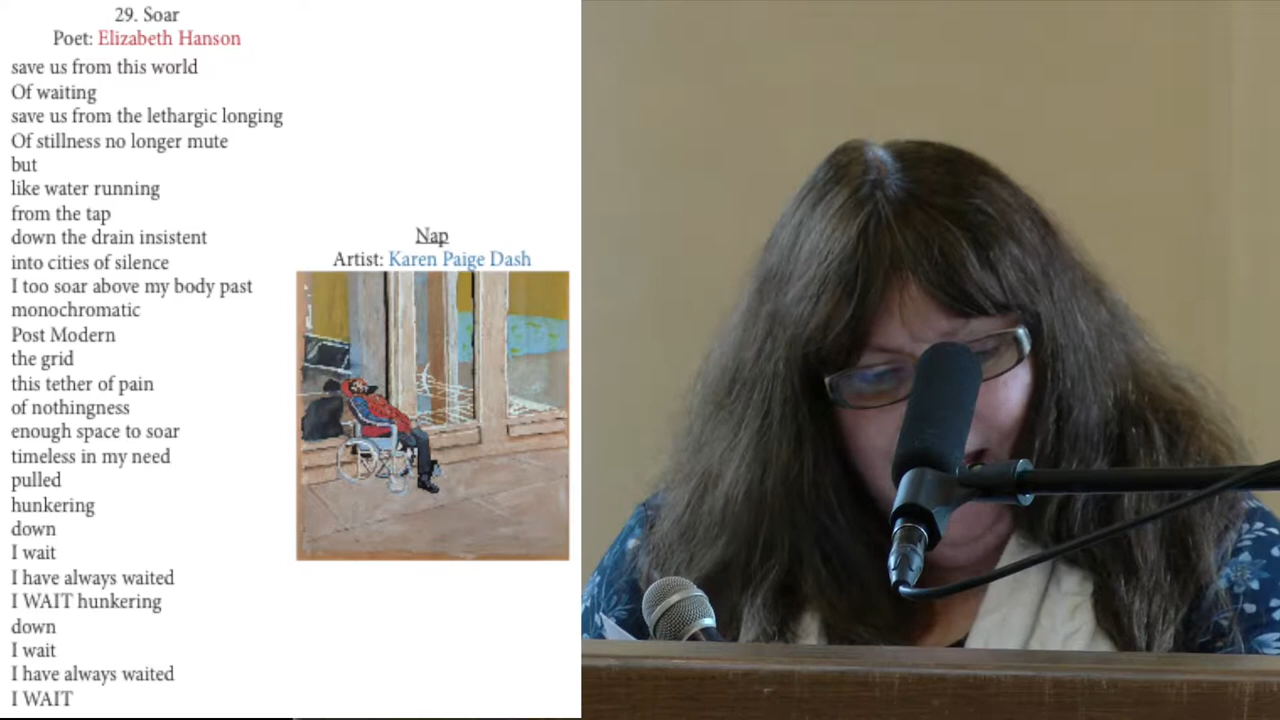 29. Soar
Poet: Elizabeth Hanson
save us from this world
Of waiting
save us from the lethargic longing
Of stillness no longer mute
but
like water running
from the tap
down the drain insistent
into cities of silence
I too soar above my body past
monochromatic
Post Modern
the grid
this tether of pain
of nothingness
enough space to soar
timeless in my need
pulled
hunkering
down
I wait
I have always waited
I WAIT hunkering
down
I wait
I have always waited
I WAIT
Nap
Artist: Karen Paige Dash